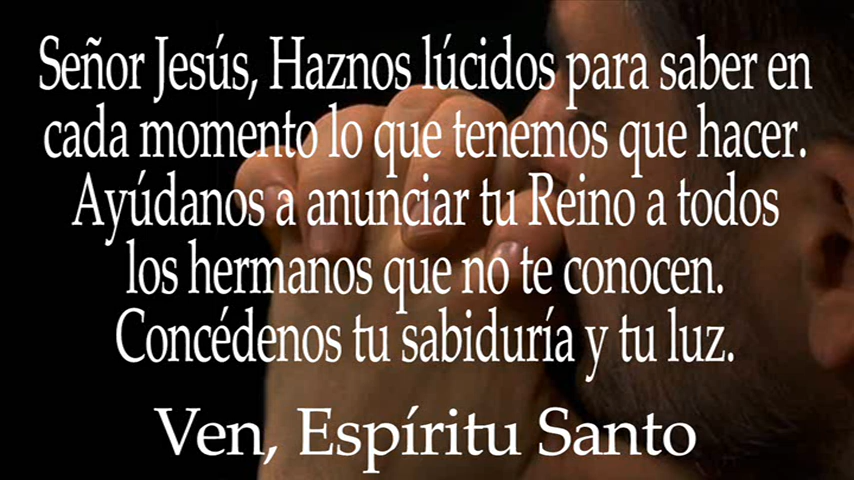 Señor Jesús, Haznos lúcidos para saber en
cada momento lo que tenemos que hacer.
Ayúdanos a anunciar tu Reino a todos
los hermanos que no te conocen.
Concédenos tu sabiduría y tu luz.
Ven, Espíritu Santo